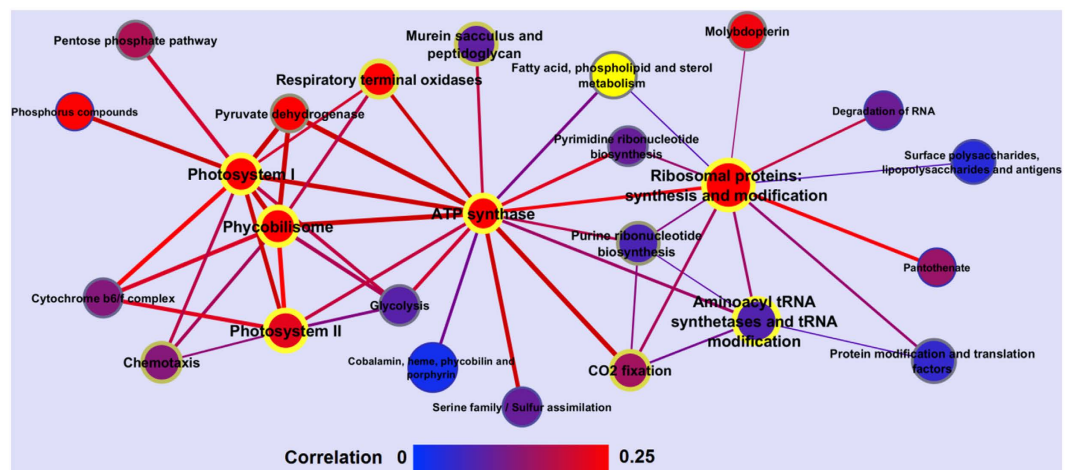 Pentose phosphate pathway
Murein sacculus and
peptidoglycan
Molybdopterin
Fatty acid, phospholipid and sterol
metabolism
Respiratory terminal oxidases
Phosphorus compounds
Pyruvate dehydrogenase
Degradation of RNA
Pyrimidine ribonucleotide
biosynthesis
Surface polysaccharides,
lipopolysaccharides and antigens
Photosystem I
Ribosomal proteins:
synthesis and modification
ATP synthase
Phycobilisome
Purine ribonucleotide
biosynthesis
Pantothenate
Cytochrome b6/f complex
Glycolysis
Aminoacyl tRNA
synthetases and tRNA
modification
Photosystem II
Chemotaxis
Cobalamin, heme, phycobilin and
porphyrin
CO2 fixation
Protein modification and translation
factors
Serine family / Sulfur assimilation
Correlation 0 0.25